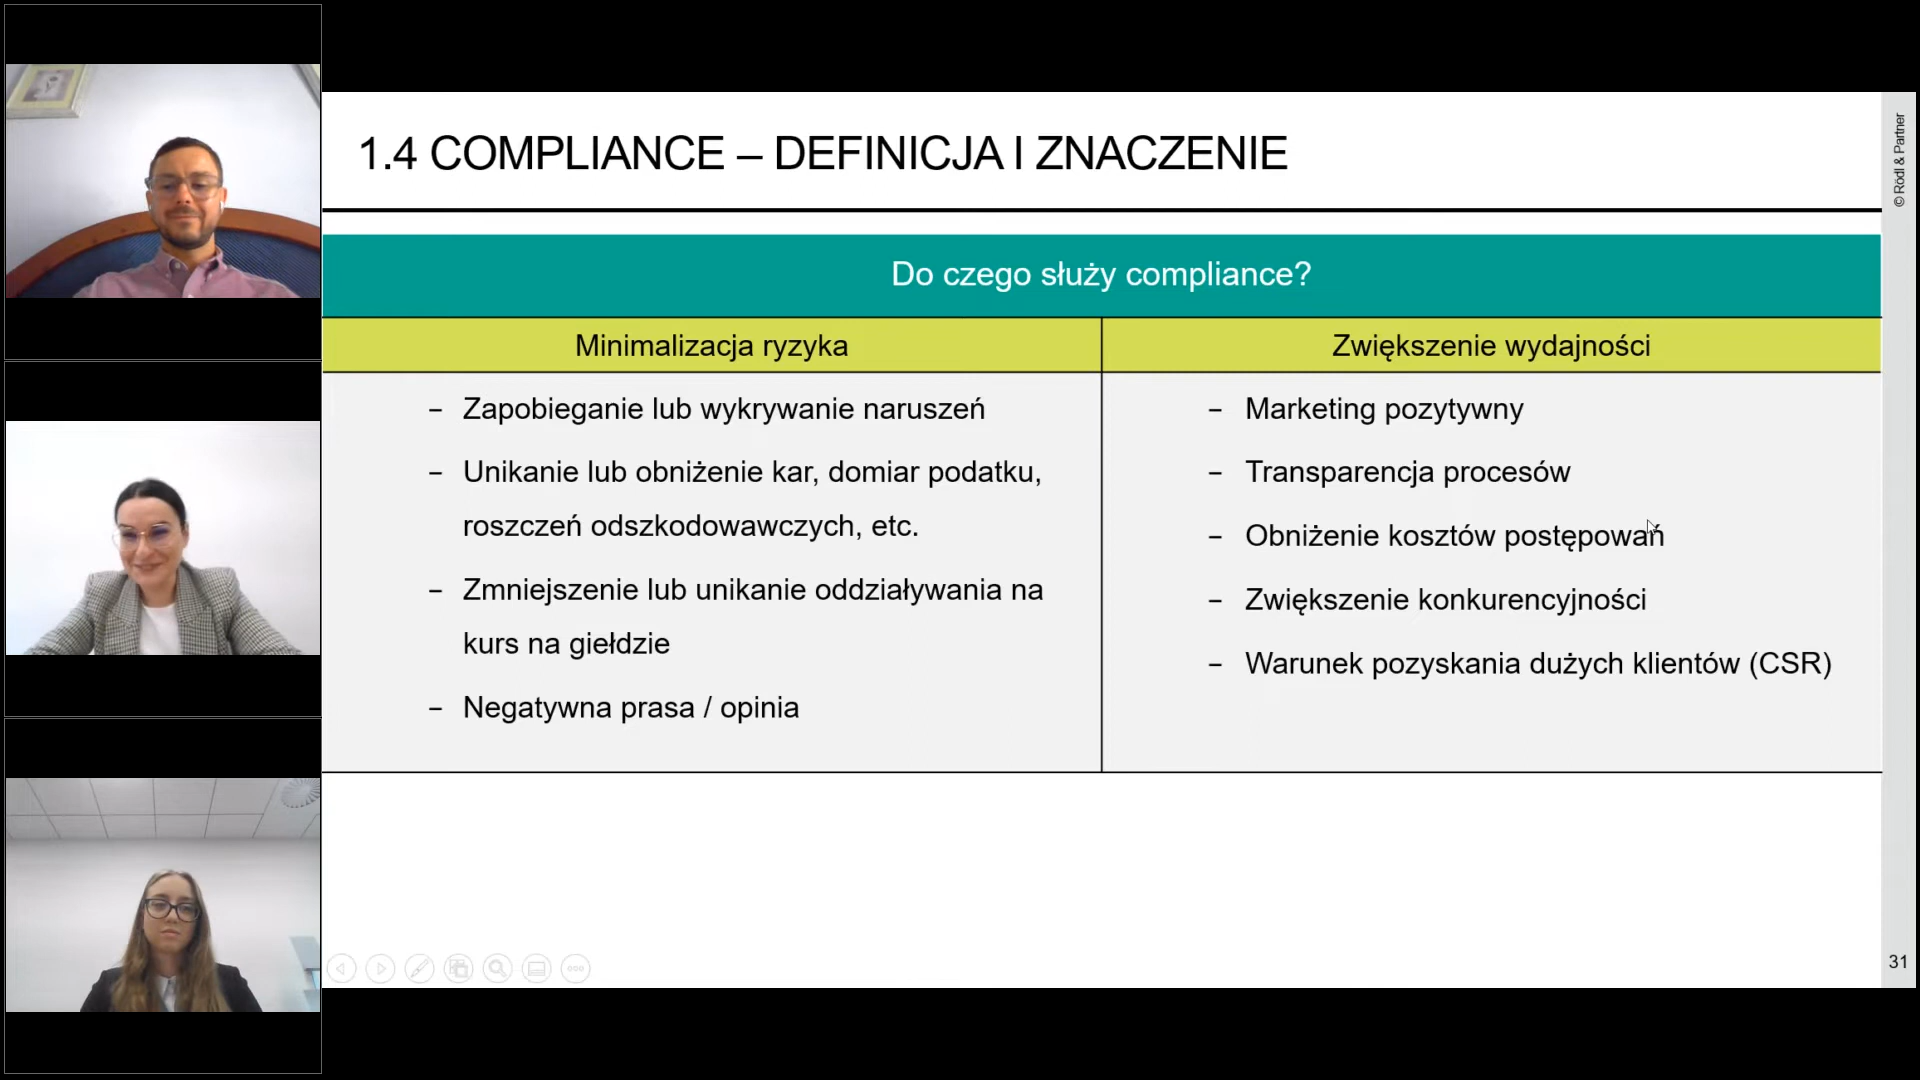 1.4 COMPLIANCE – DEFINICJA I ZNACZENIE
© Rödl & Partner
Do czego służy compliance?
Minimalizacja ryzyka
– Zapobieganie lub wykrywanie naruszeń
– Unikanie lub obniżenie kar, domiar podatku,
roszczeń odszkodowawczych, etc.
– Zmniejszenie lub unikanie oddziaływania na
kurs na giełdzie
– Negatywna prasa / opinia
Zwiększenie wydajności
– Marketing pozytywny
– Transparencja procesów
– Obniżenie kosztów postępowań
– Zwiększenie konkurencyjności
– Warunek pozyskania dużych klientów (CSR)
31